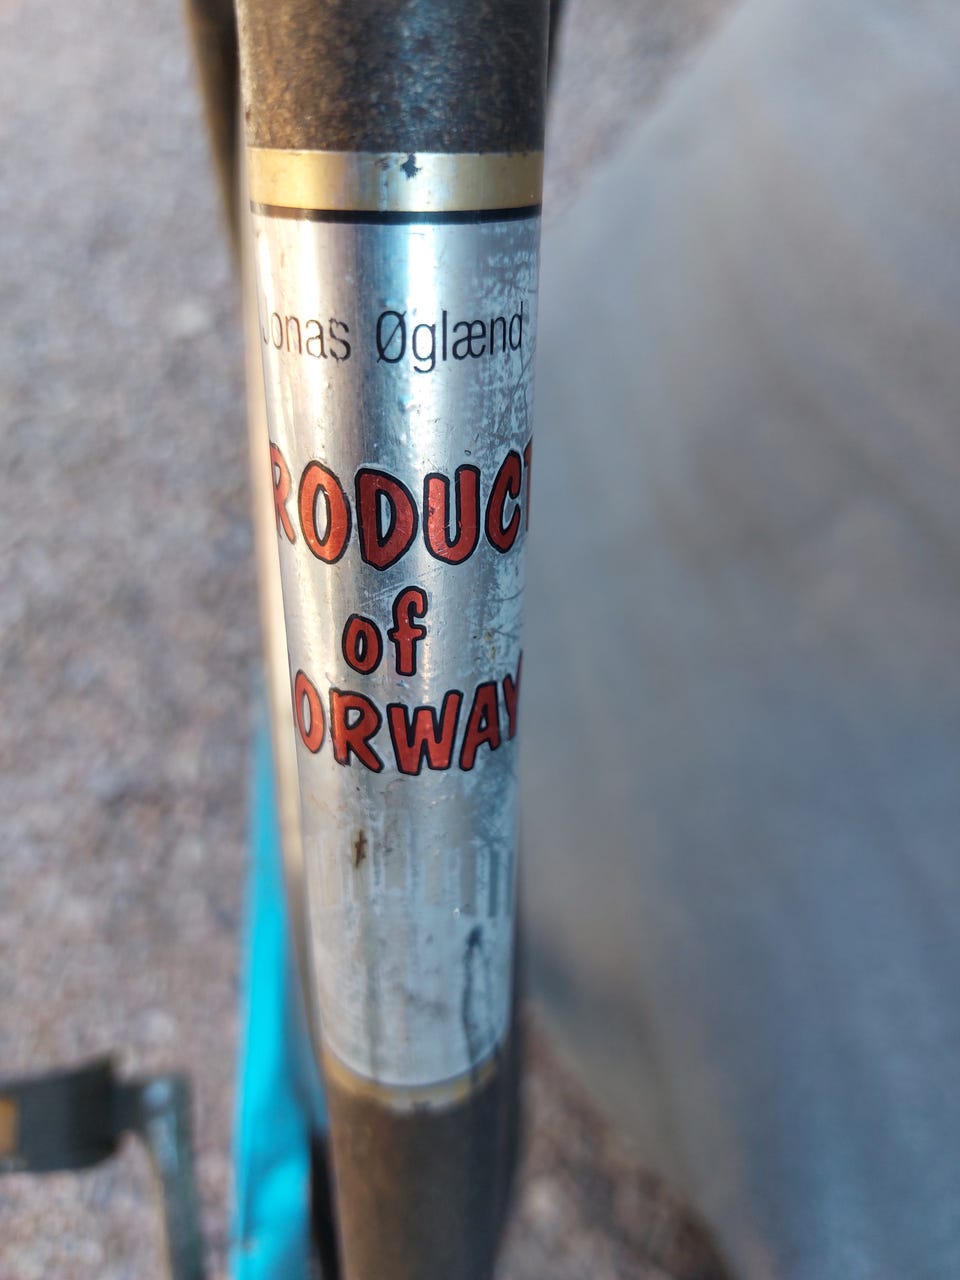 Jonas Øglænd
RODUCT
of
ORWAY